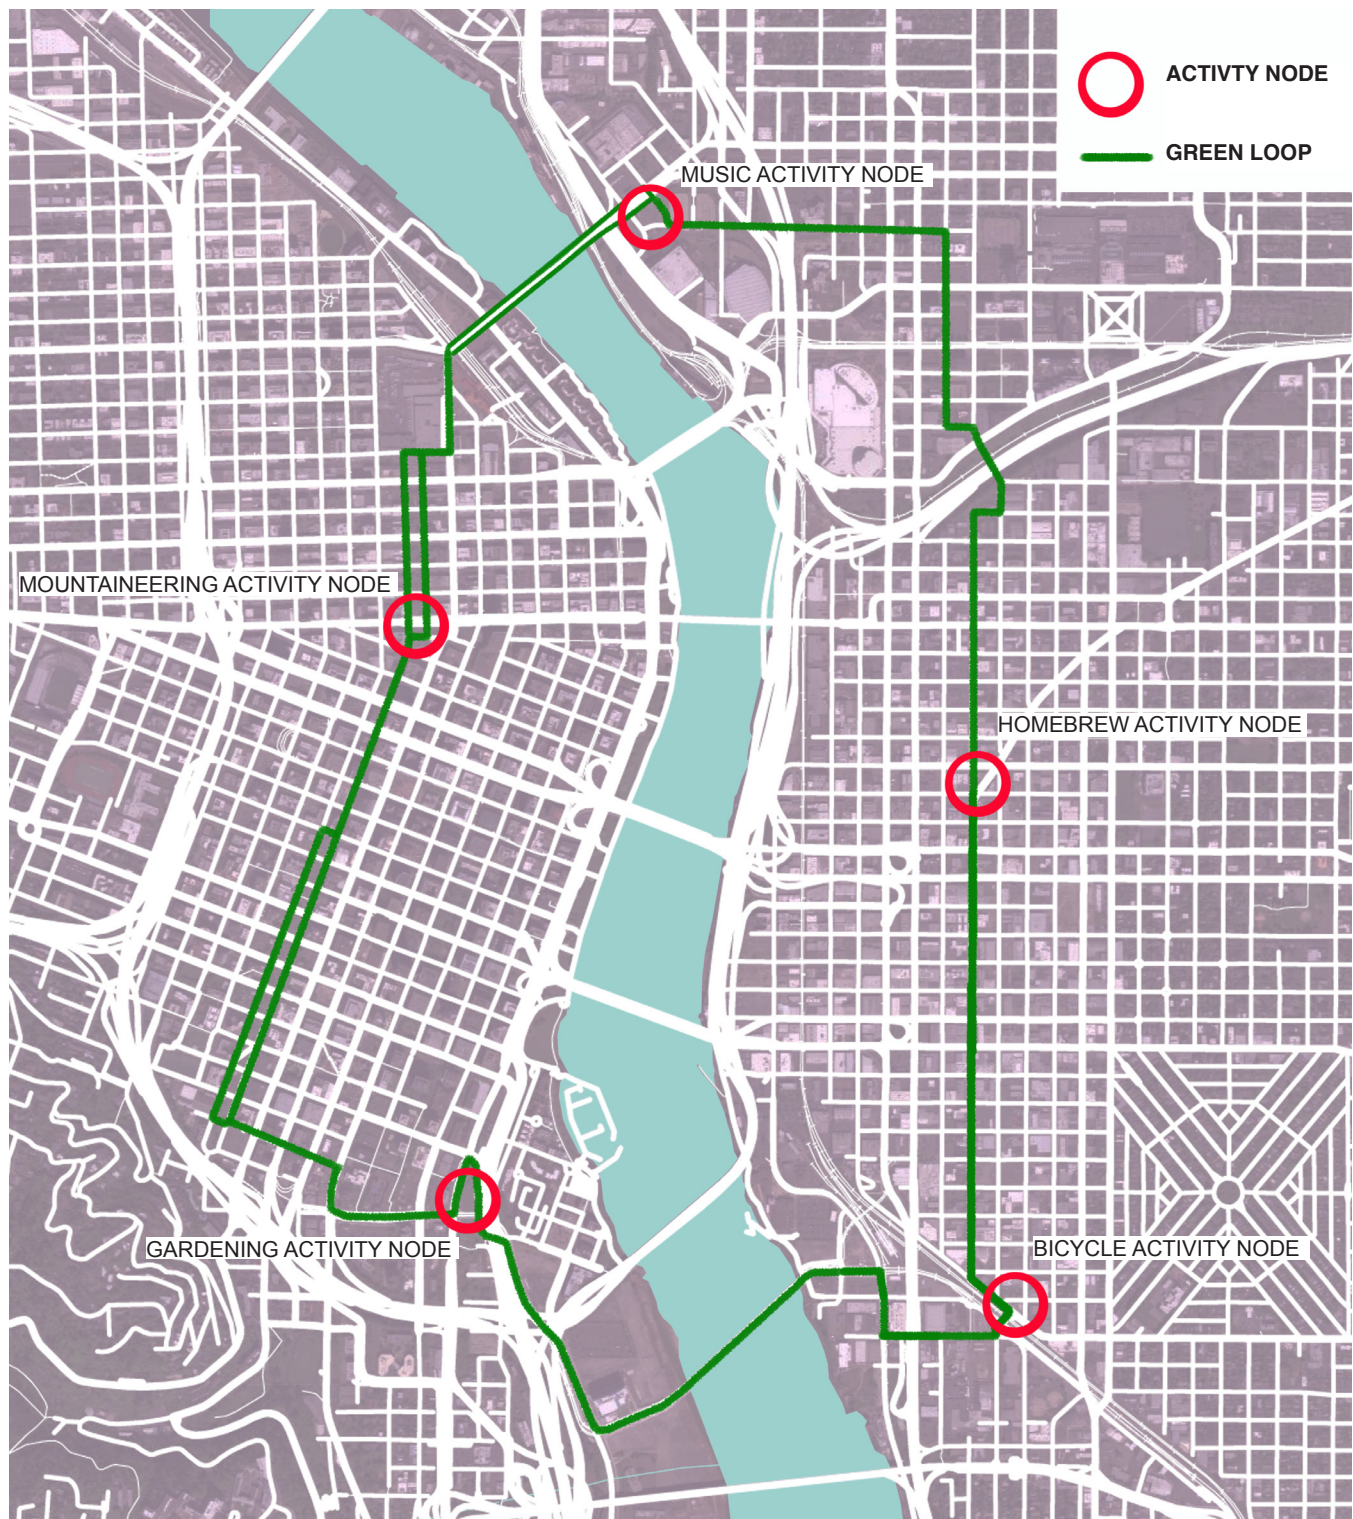 ACTIVTY NODE
GREEN LOOP
MUSIC ACTIVITY NODE
MOUNTAINEERING ACTIVITY NODE
HOMEBREW ACTIVITY NODE
GARDENING ACTIVITY NODE
BICYCLE ACTIVITY NODE